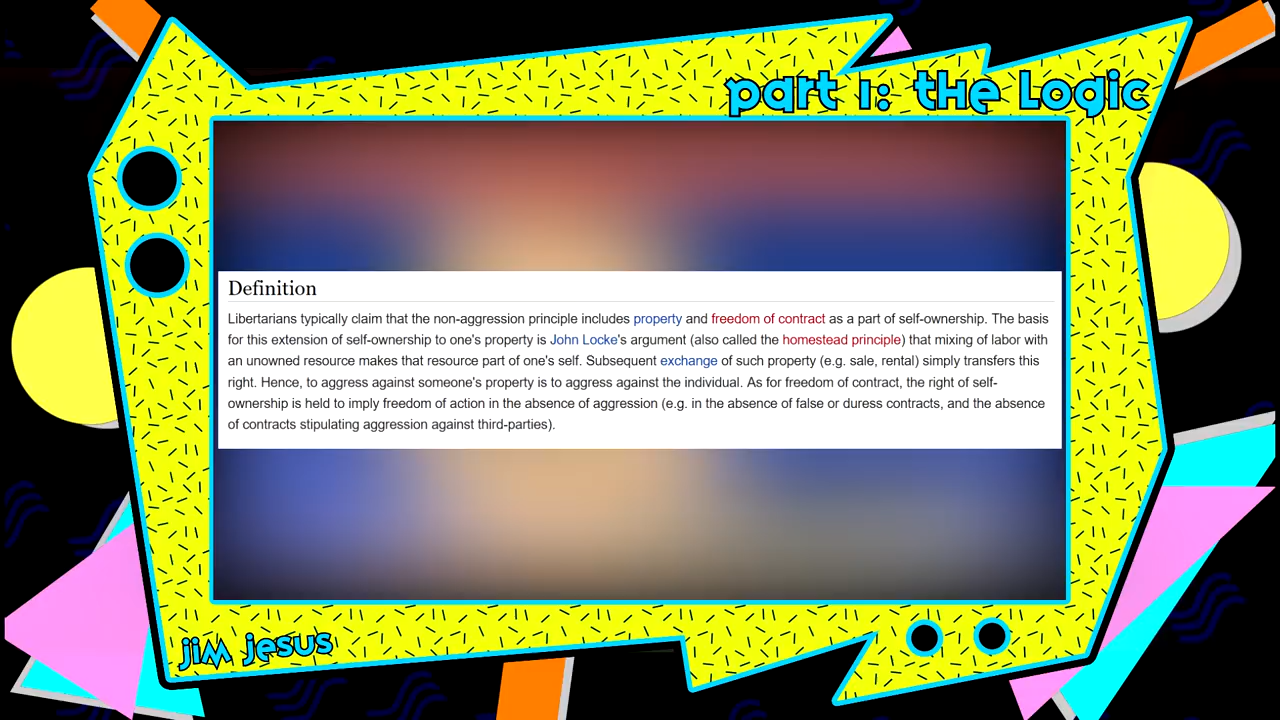 part 1: the Logic
Definition
Libertarians typically claim that the non-aggression principle includes property and freedom of contract as a part of self-ownership. The basis
for this extension of self-ownership to one's property is John Locke's argument (also called the homestead principle) that mixing of labor with
an unowned resource makes that resource part of one's self. Subsequent exchange of such property (e.g. sale, rental) simply transfers this
right. Hence, to aggress against someone's property is to aggress against the individual. As for freedom of contract, the right of self-
ownership is held to imply freedom of action in the absence of aggression (e.g. in the absence of false or duress contracts, and the absence
of contracts stipulating aggression against third-parties).
jim jesus